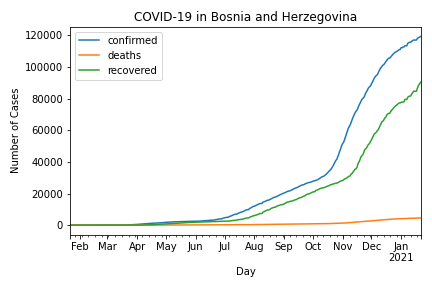 COVID-19 in Bosnia and Herzegovina
120000
100000
80000
60000
40000
20000
0
Number of Cases
confirmed
deaths
recovered
Feb Mar Apr May Jun Jul Aug Sep Oct Nov Dec Jan
2021
Day